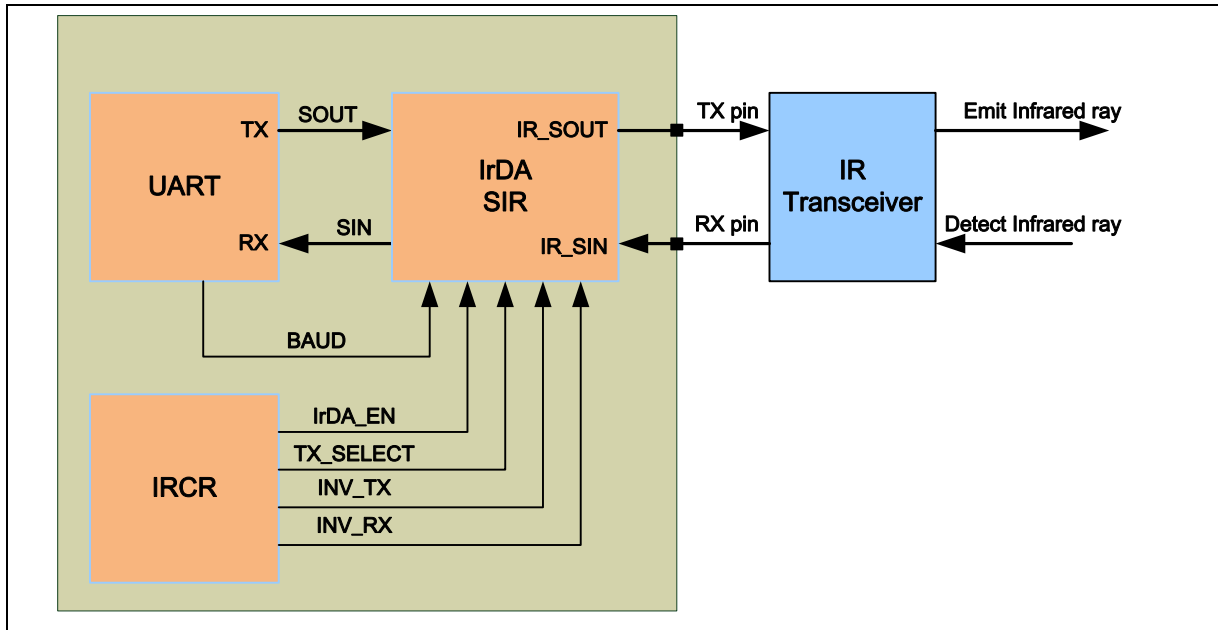 SOUT
TX
UART
SIN
RX
BAUD
IR_SOUT
IrDA
SIR
IR_SIN
TX pin
RX pin
IR
Transceiver
Emit Infrared ray
Detect Infrared ray
IRCR
IrDA_EN
TX_SELECT
INV_TX
INV_RX